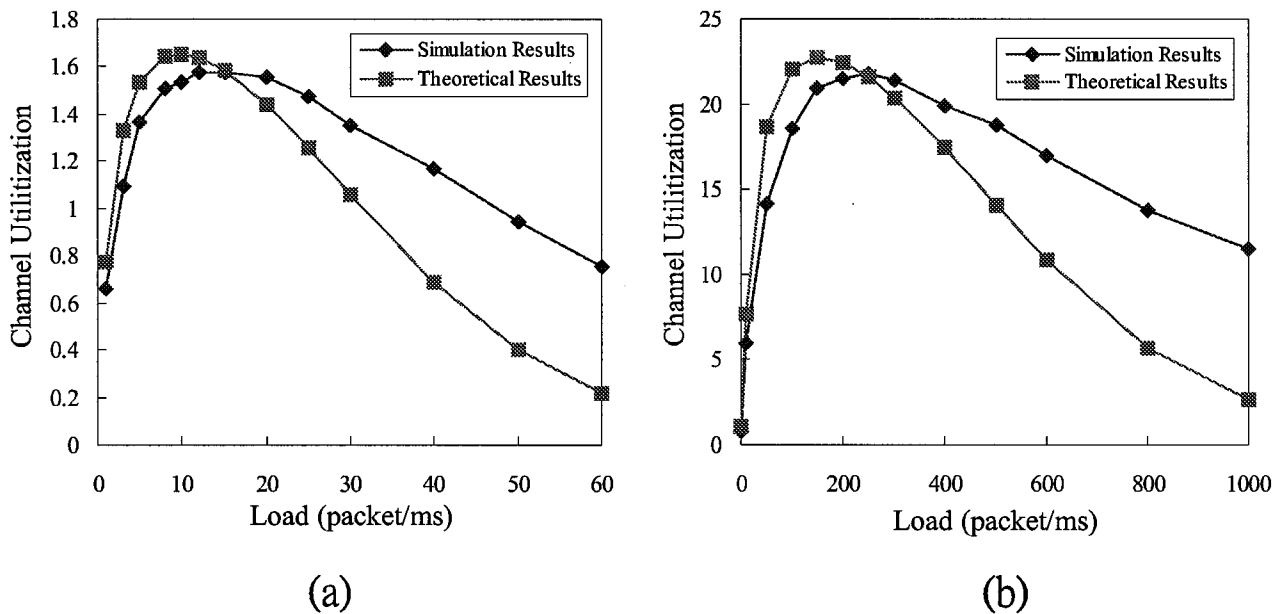 1.8
1.6
1.4
1.2
1
0.8
0.6
0.4
0.2
0
Channel Utilitization
Simulation Results
Theoretical Results
0 10 20 30 40 50 60
Load (packet/ms)
(a)
25
20
15
10
5
0
Channel Utilization
Simulation Results
Theoretical Results
0 200 400 600 800 1000
Load (packet/ms)
(b)